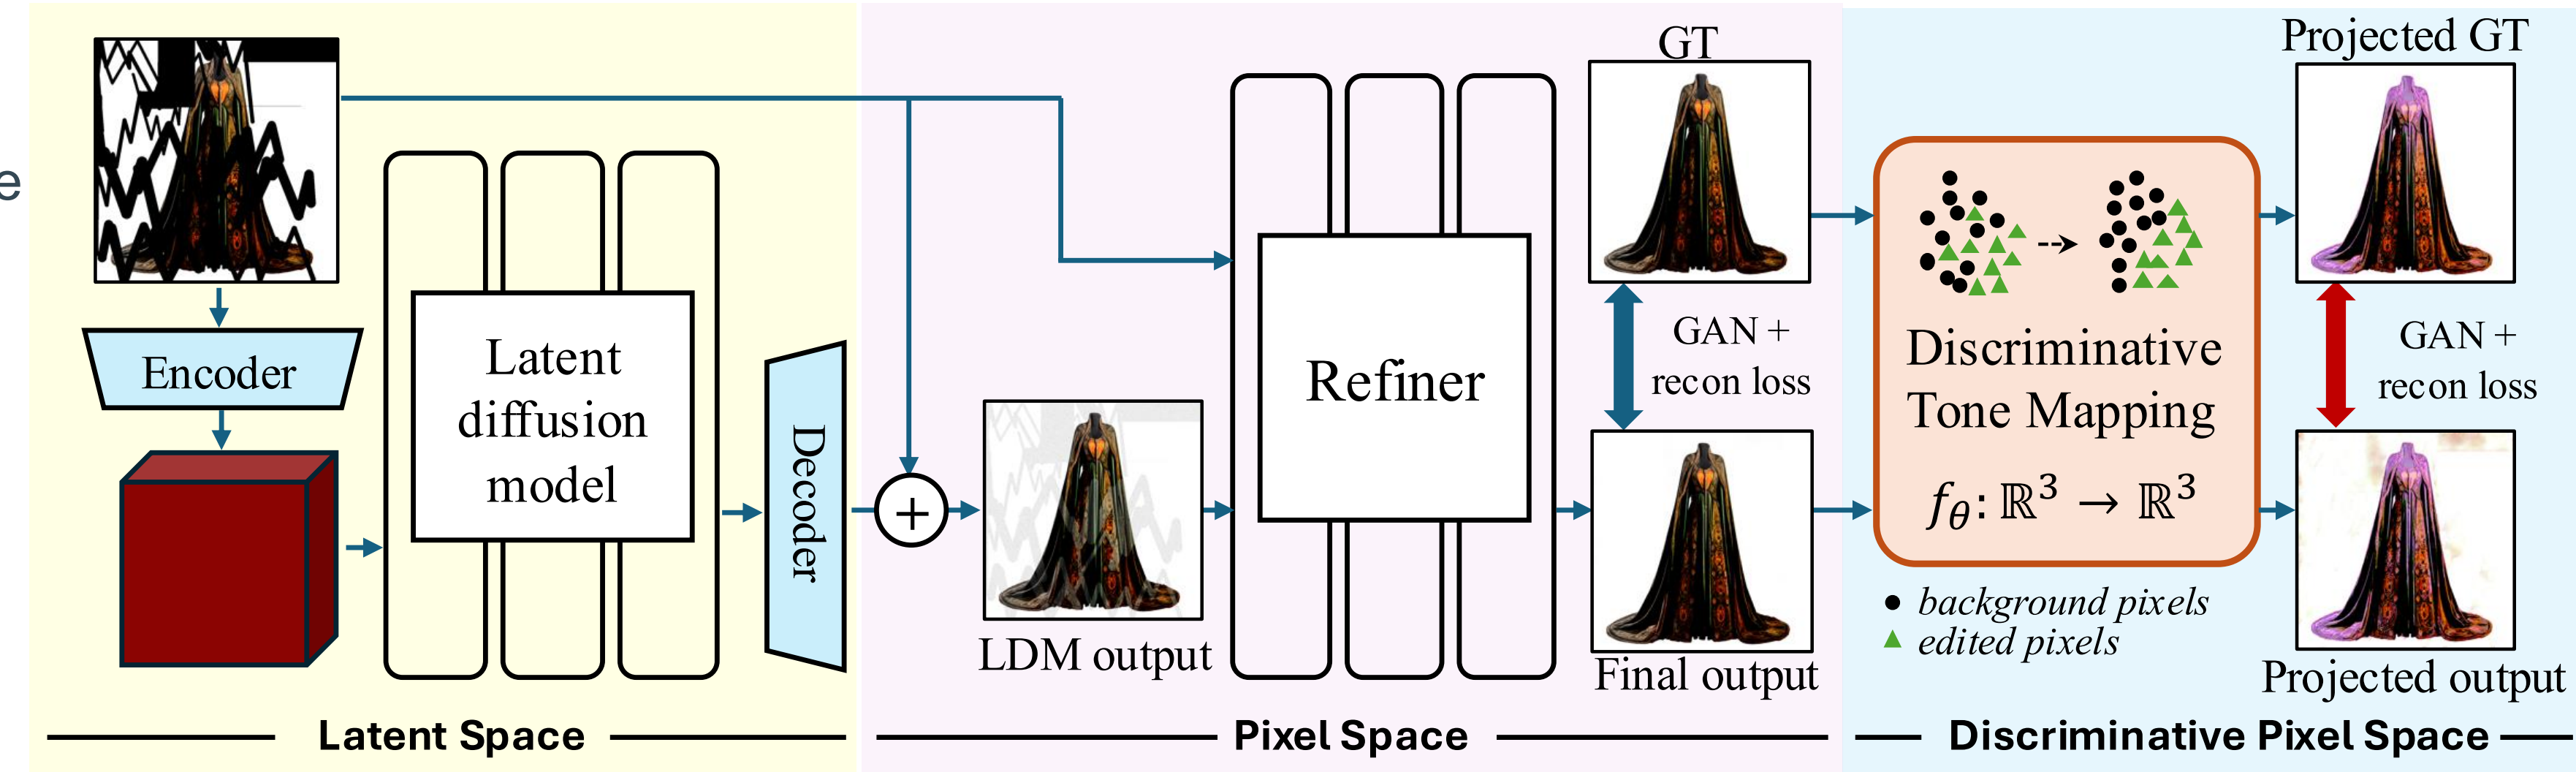 e
Encoder
Latent
diffusion
model
Decoder
+
LDM output
Latent Space
Refiner
GT
GAN +
recon loss
Final output
Pixel Space
Discriminative
Tone Mapping
f_θ: ℝ³ → ℝ³
background pixels
edited pixels
Projected GT
GAN +
recon loss
Projected output
Discriminative Pixel Space